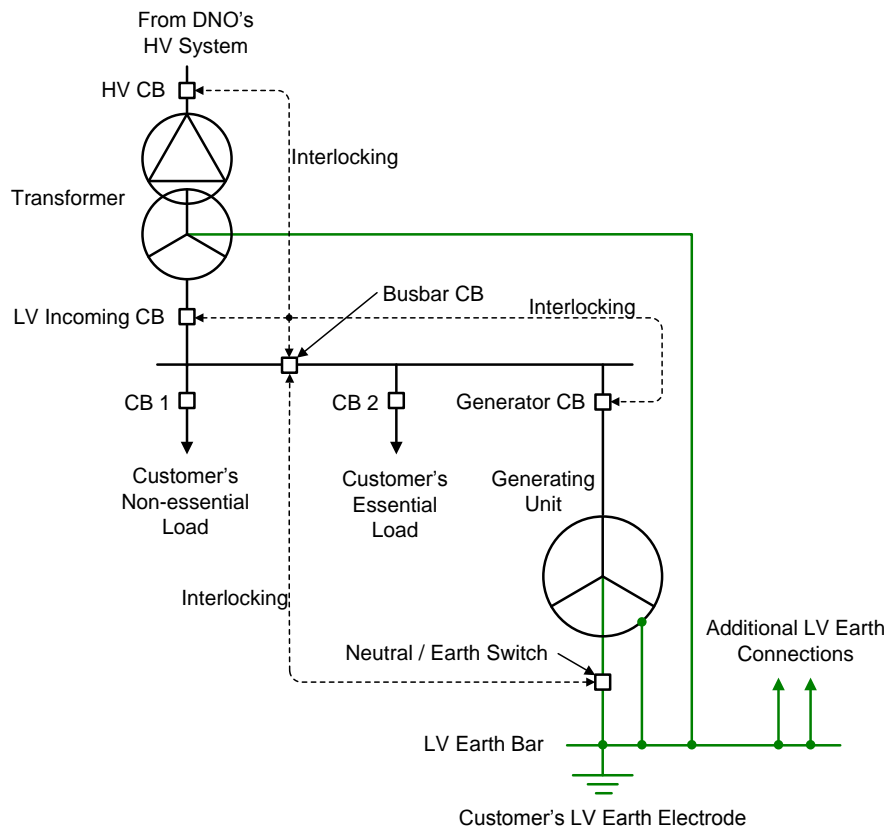 From DNO's
HV System
HV CB
Interlocking
Transformer
Busbar CB
LV Incoming CB
Interlocking
CB 1
CB 2
Generator CB
Customer's
Non-essential
Load
Customer's
Essential
Load
Generating
Unit
Interlocking
Additional LV Earth
Connections
Neutral / Earth Switch
LV Earth Bar
Customer's LV Earth Electrode